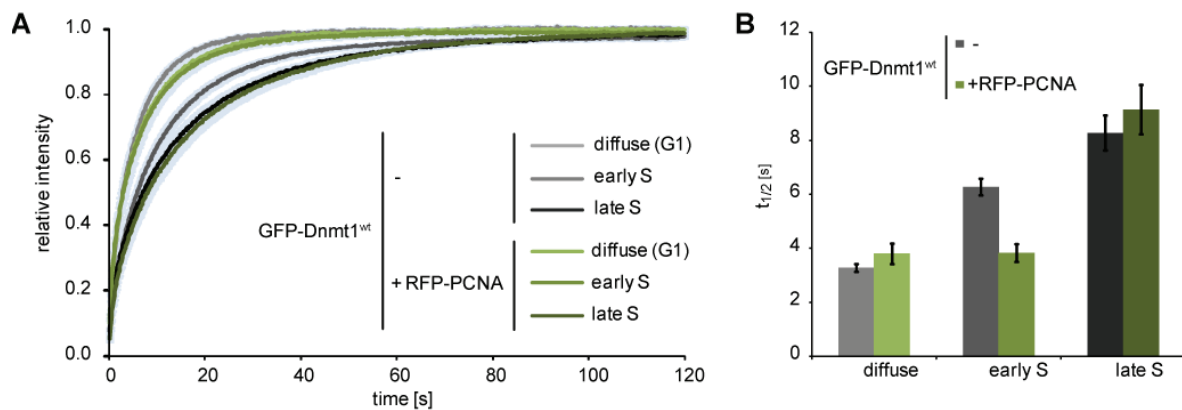 A
relative intensity
1.0
0.8
0.6
0.4
0.2
0.0
0
20
40
60
80
100
120
time [s]
GFP-Dnmt1wt
-
diffuse (G1)
early S
late S
+ RFP-PCNA
diffuse (G1)
early S
late S
B
t1/2 [s]
12
10
8
6
4
2
0
GFP-Dnmt1wt
-
+RFP-PCNA
diffuse
early S
late S